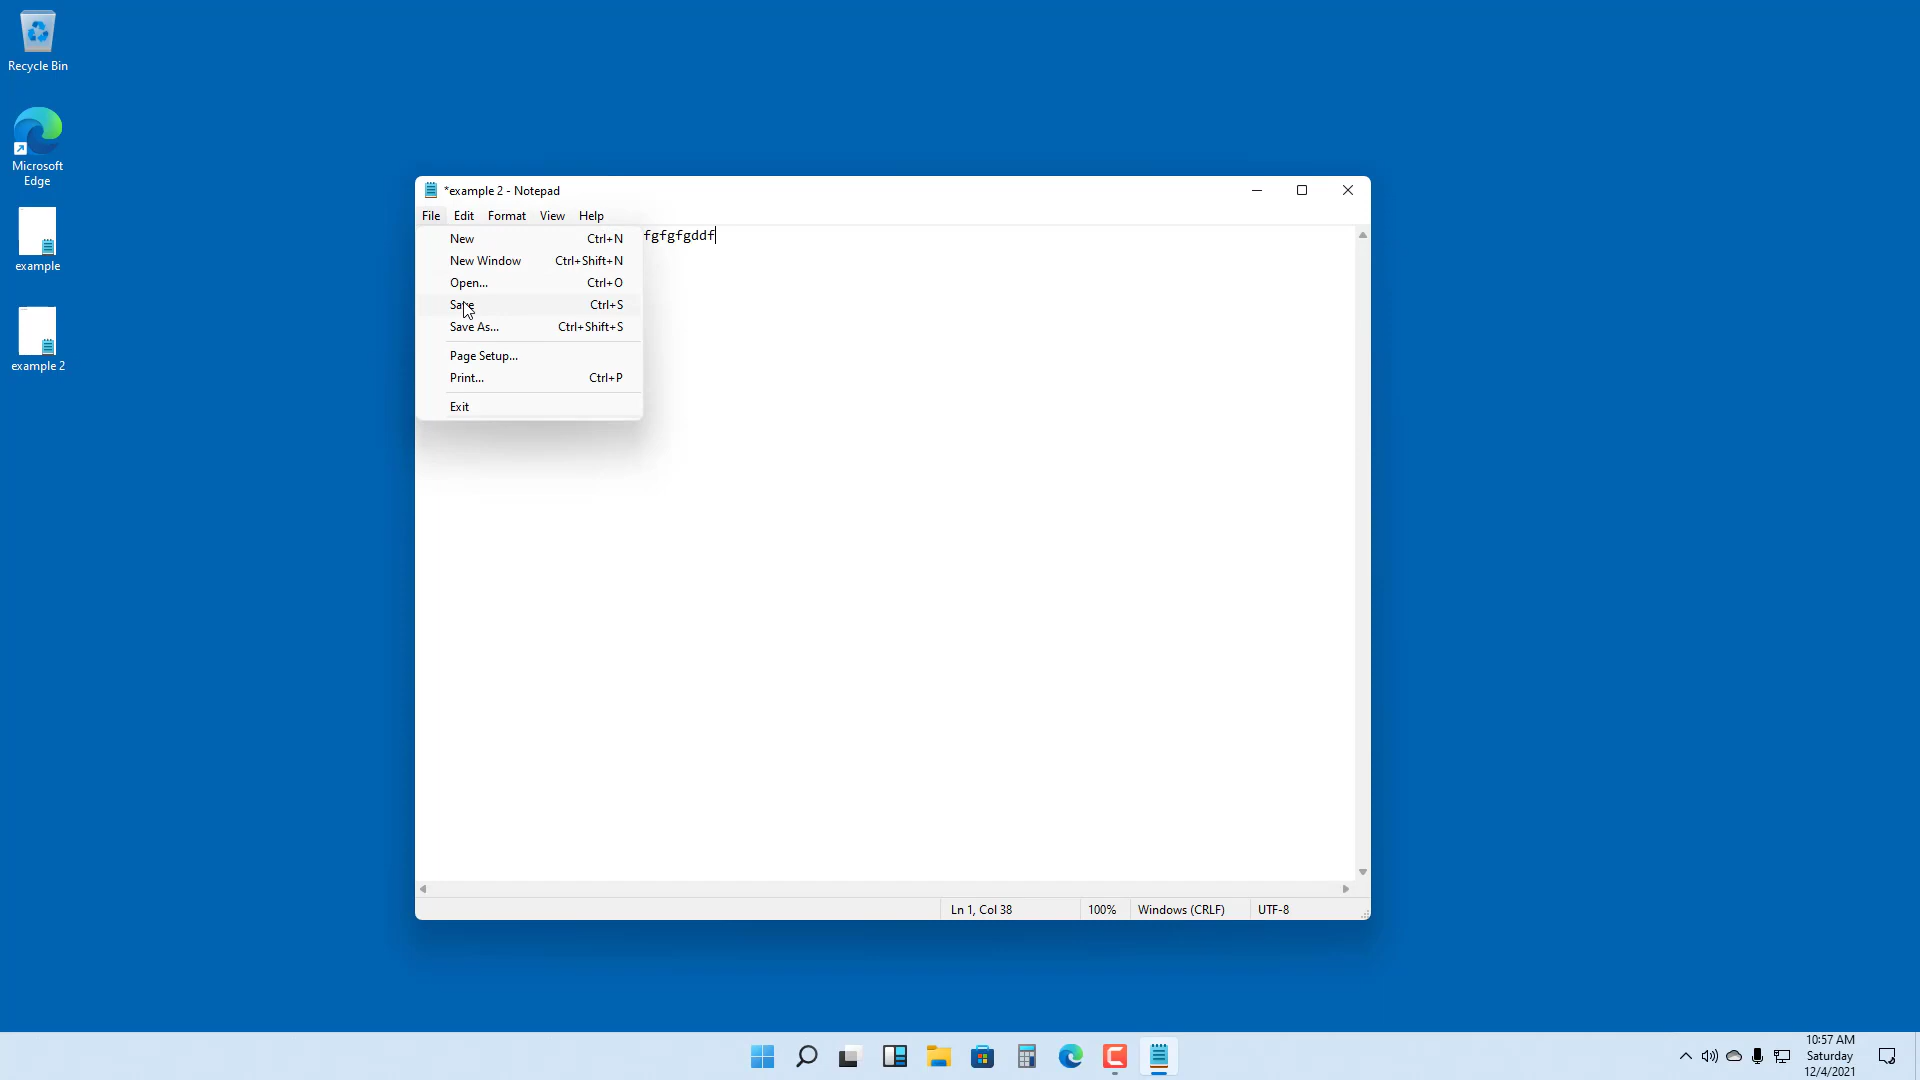 Recycle Bin
Microsoft
Edge
example
example 2
*example 2 - Notepad
File Edit Format View Help
fgfgfgddf
New Ctrl+N
New Window Ctrl+Shift+N
Open... Ctrl+O
Save Ctrl+S
Save As... Ctrl+Shift+S
Page Setup...
Print... Ctrl+P
Exit
Ln 1, Col 38 100% Windows (CRLF) UTF-8
10:57 AM
Saturday
12/4/2021